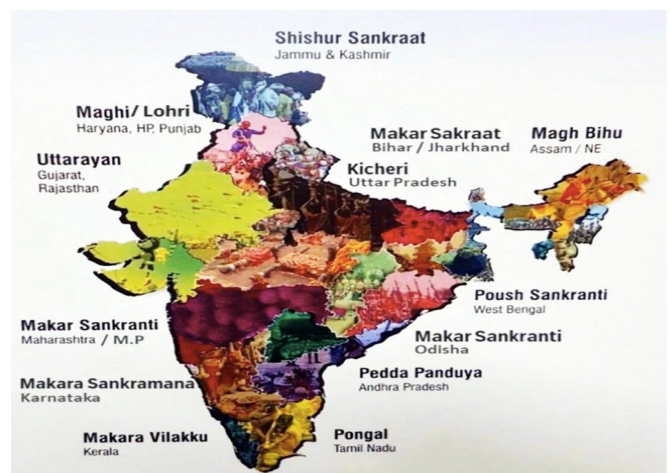 Shishur Sankraat
Jammu & Kashmir
Maghi/ Lohri
Haryana, HP, Punjab
Makar Sakraat
Bihar / Jharkhand
Magh Bihu
Assam / NE
Uttarayan
Gujarat,
Rajasthan
Kicheri
Uttar Pradesh
Poush Sankranti
West Bengal
Makar Sankranti
Maharashtra / M.P
Makar Sankranti
Odisha
Makara Sankramana
Karnataka
Pedda Panduya
Andhra Pradesh
Makara Vilakku
Kerala
Pongal
Tamil Nadu